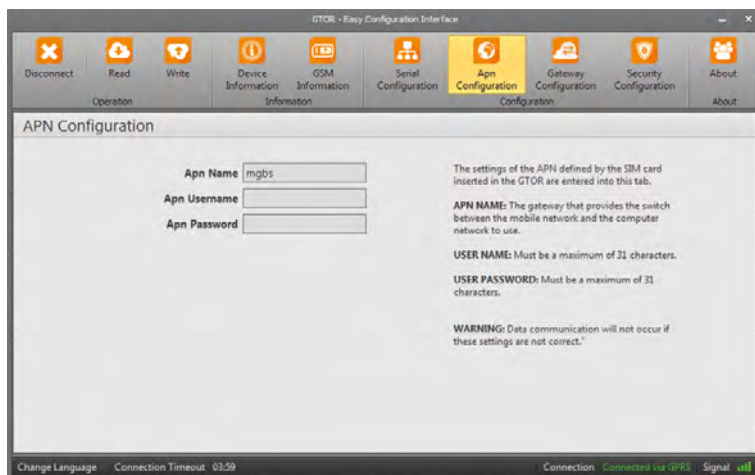 GTOR - Easy Configuration Interface
Disconnect
Read
Write
Device Information
GSM Information
Serial Configuration
Apn Configuration
Gateway Configuration
Security Configuration
About
Operation
Information
Configuration
About
APN Configuration
Apn Name mgbs
Apn Username
Apn Password
The settings of the APN defined by the SIM card
inserted in the GTOR are entered into this tab.
APN NAME: The gateway that provides the switch
between the mobile network and the computer
network to use.
USER NAME: Must be a maximum of 31 characters.
USER PASSWORD: Must be a maximum of 31
characters.
WARNING: Data communication will not occur if
these settings are not correct."
Change Language Connection Timeout 03:59 Connection Connected via GPRS Signal